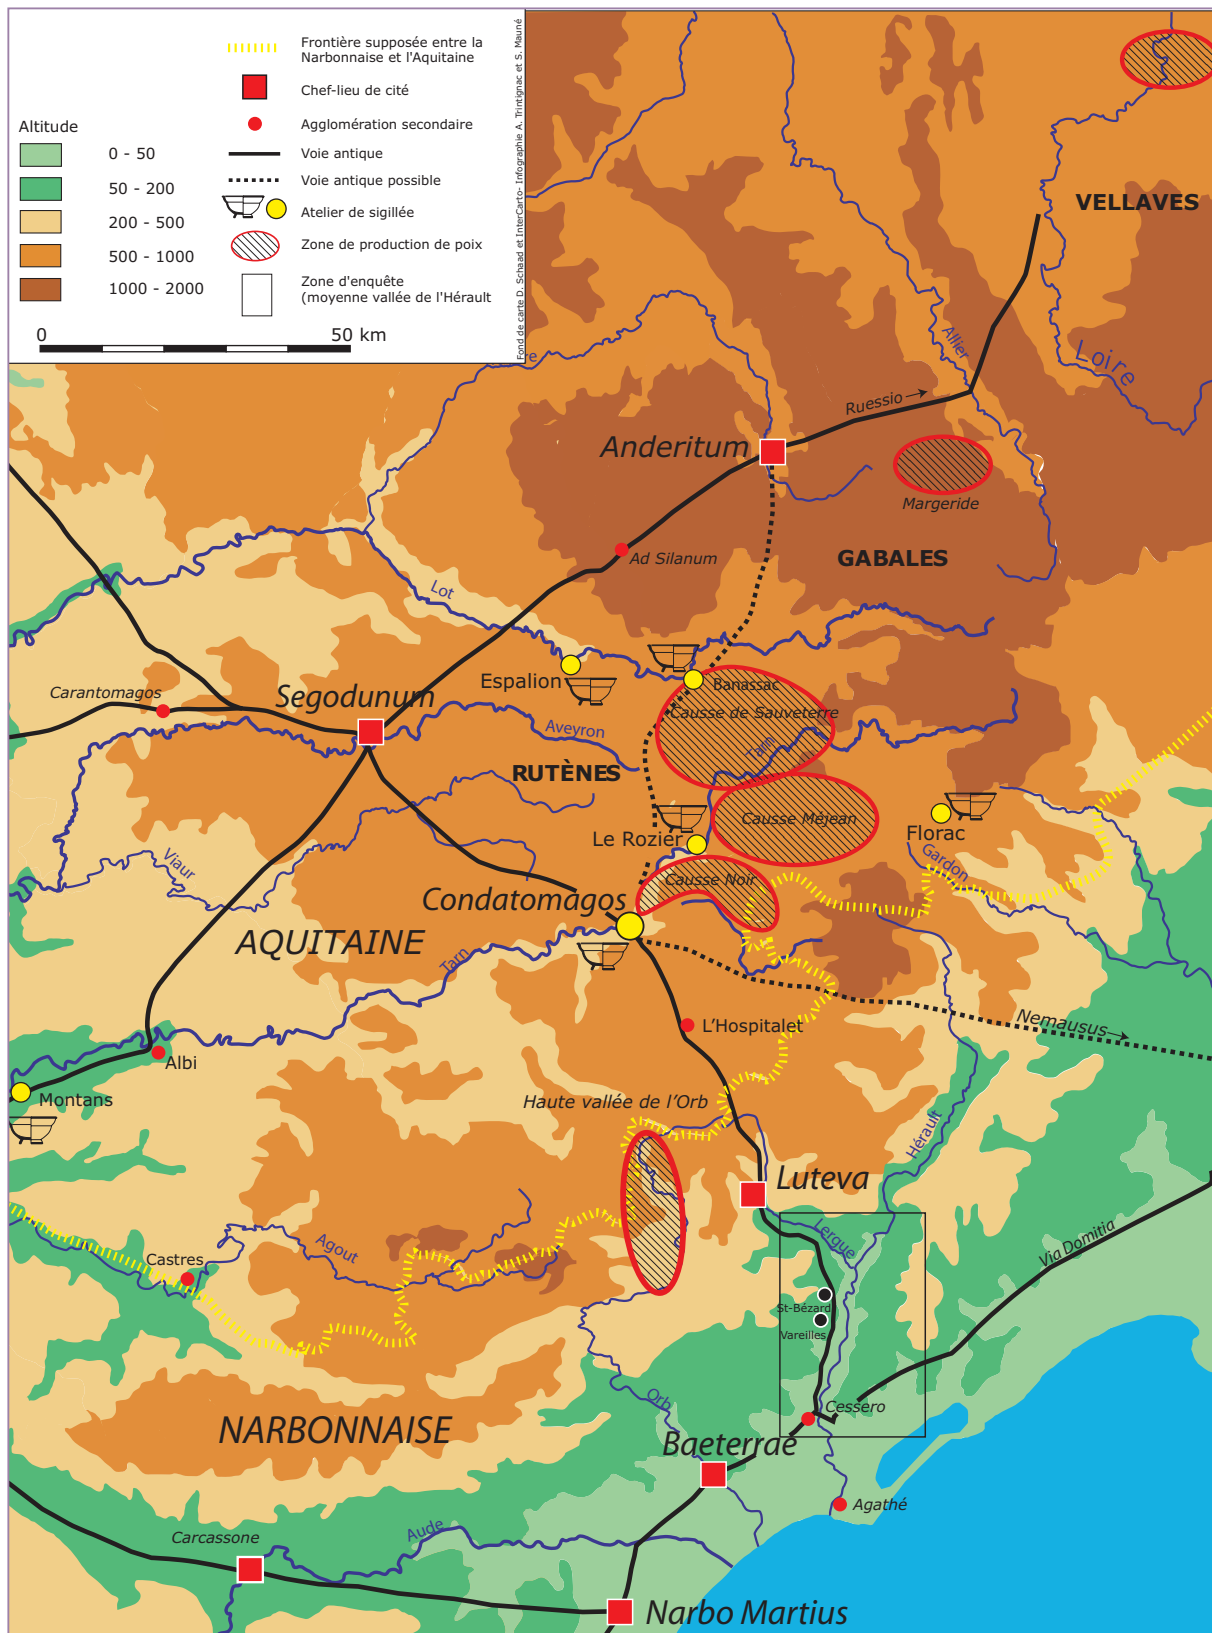 Frontière supposée entre la
Narbonnaise et l'Aquitaine
Chef-lieu de cité
Agglomération secondaire
Voie antique
Voie antique possible
Atelier de sigillée
Zone de production de poix
Zone d'enquête
(moyenne vallée de l'Hérault
Altitude
0 - 50
50 - 200
200 - 500
500 - 1000
1000 - 2000
0
50 km
Fond de carte D. Schaad et InterCarto- Infographie A. Trintignac et S. Mauné
VELLAVES
Allier
Loire
Ruessio
Anderitum
Margeride
Ad Silanum
GABALES
Lot
Espalion
Banassac
Carantomagos
Segodunum
Causse de Sauveterre
Aveyron
Tarn
RUTÈNES
Causse Méjean
Le Rozier
Florac
Gardon
Viaur
Causse Noir
Condatomagos
AQUITAINE
Tarn
Nemausus
L'Hospitalet
Albi
Montans
Haute vallée de l'Orb
Hérault
Luteva
Lergue
Via Domitia
Agout
Castres
St-Bézard
Vareilles
Orb
Cessero
NARBONNAISE
Baeterrae
Agathé
Aude
Carcassone
Narbo Martius